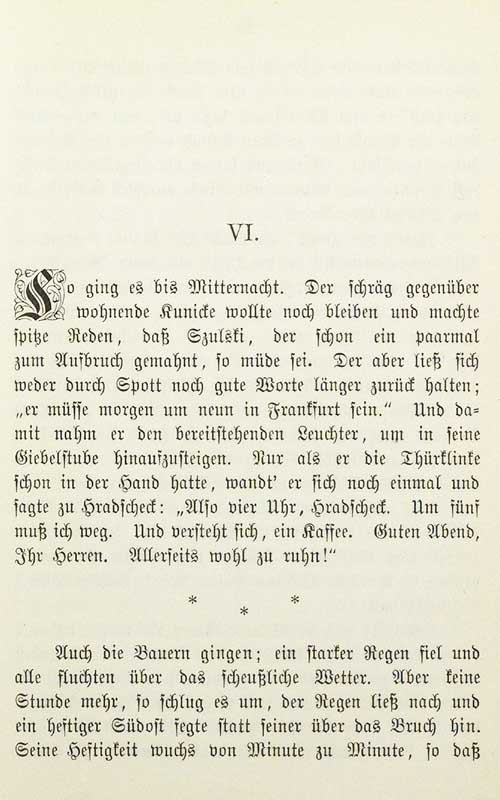 VI.
So ging es bis Mitternacht. Der schräg gegenüber
wohnende Kunicke wollte noch bleiben und machte
spitze Reden, daß Szulski, der schon ein paarmal
zum Aufbruch gemahnt, so müde sei. Der aber ließ sich
weder durch Spott noch gute Worte länger zurück halten;
„er müsse morgen um neun in Frankfurt sein.“ Und da-
mit nahm er den bereitstehenden Leuchter, um in seine
Giebelstube hinaufzusteigen. Nur als er die Thürklinke
schon in der Hand hatte, wandt' er sich noch einmal und
sagte zu Hradscheck: „Also vier Uhr, Hradscheck. Um fünf
muß ich weg. Und versteht sich, ein Kaffee. Guten Abend,
Ihr Herren. Allerseits wohl zu ruhn!“
* * *
Auch die Bauern gingen; ein starker Regen fiel und
alle fluchten über das scheußliche Wetter. Aber keine
Stunde mehr, so schlug es um, der Regen ließ nach und
ein heftiger Südost fegte statt seiner über das Bruch hin.
Seine Heftigkeit wuchs von Minute zu Minute, so daß